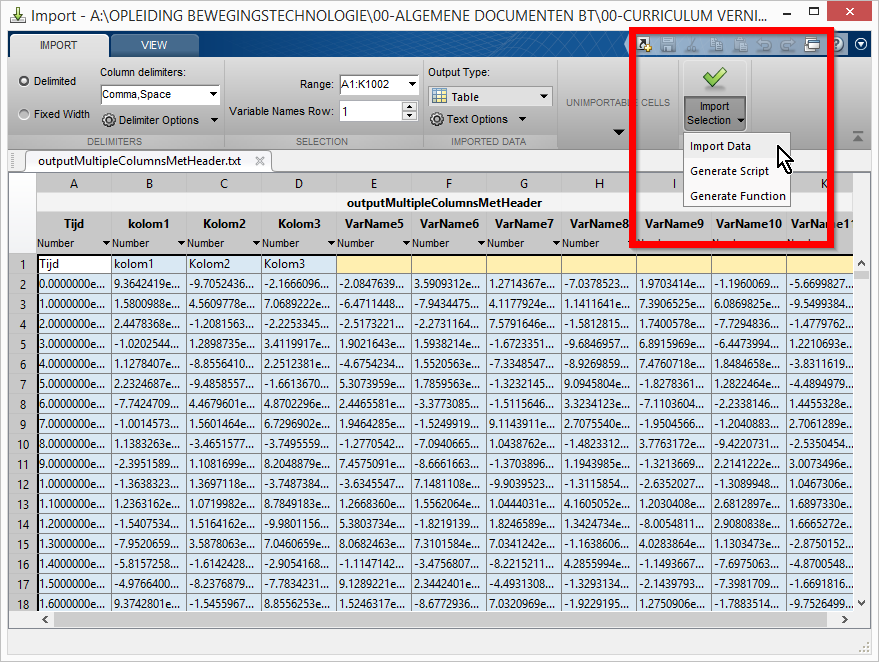 Import - A:\OPLEIDING BEWEGINGSTECHNOLOGIE\00-ALGEMENE DOCUMENTEN BT\00-CURRICULUM VERNI...
IMPORT VIEW
Delimited
Fixed Width
Column delimiters:
Comma,Space
Delimiter Options
DELIMITERS
Range: A1:K1002
Variable Names Row: 1
SELECTION
Output Type:
Table
Text Options
IMPORTED DATA
UNIMPORTABLE CELLS
Import
Selection
Import Data
Generate Script
Generate Function
outputMultipleColumnsMetHeader.txt
A B C D E F G H I K
outputMultipleColumnsMetHeader
Tijd kolom1 Kolom2 Kolom3 VarName5 VarName6 VarName7 VarName8 VarName9 VarName10 VarName11
Number Number Number Number Number Number Number Number Number Number Number
1 Tijd kolom1 Kolom2 Kolom3
2 0.0000000e... 9.3642419e... -9.7052436... -2.1666096... -2.0847639... 3.5909312e... 1.2714367e... -7.0378523... 1.9703414e... -1.1960069... -5.6699827...
3 1.0000000e... 1.5800988e... 4.5609778e... 7.0689222e... -6.4711448... -7.9434475... 4.1177924e... 1.1411641e... 7.3906525e... 6.0869825e... -9.5499384...
4 2.0000000e... 2.4478368e... -1.2081563... -2.2253345... -2.5173221... -2.2731164... 7.5791646e... -1.5812815... 1.7400578e... -7.7294836... -1.4779762...
5 3.0000000e... -1.0202544... 1.2898735e... 3.4119917e... 1.9021643e... 1.5938214e... -1.6723351... -9.6846957... 6.8915969e... -6.4473994... 1.2210693e...
6 4.0000000e... 1.1278407e... -8.8556410... 2.2512381e... -4.6754234... 1.5520563e... -7.3348547... -8.9269859... 7.4760718e... 1.8484658e... -3.8311619...
7 5.0000000e... 2.2324687e... -9.4858557... -1.6613670... 5.3073959e... 1.7859563e... -1.3232145... 9.0945804e... -1.8278361... 1.2822464e... -4.4894979...
8 6.0000000e... -7.7424709... 4.4679601e... 4.8702296e... 2.4465581e... -3.3773085... -1.5115646... 3.3234123e... -7.1103604... -2.2338146... 1.4455328e...
9 7.0000000e... -1.0014573... 1.5601464e... 6.7296902e... 1.9464285e... -1.5249919... 9.1143911e... 2.7075540e... -1.9504566... -1.2040883... 2.7061289e...
10 8.0000000e... 1.1383263e... -3.4651577... -3.7495559... -1.2770542... -7.0940665... 1.0438762e... -1.4823312... 3.3763172e... -9.4220731... -2.5350454...
11 9.0000000e... -2.3951589... 1.1081699e... 8.2048879e... 7.4575091e... -8.6661663... -1.3703896... 1.1943985e... -1.3213669... 2.2141222e... 3.0073496e...
12 1.0000000e... -1.3638323... 1.3697118e... -3.7487384... -3.6345547... 7.1481108e... -9.9039523... -1.3115854... -2.6352027... -1.3089948... 1.0467306e...
13 1.1000000e... 1.2363162e... 1.0719982e... 8.7849183e... 1.2668360e... 1.5562064e... 1.0444031e... 4.1605052e... 1.2030408e... 2.6812897e... 1.6897330e...
14 1.2000000e... -1.5407534... 1.5164162e... -9.9801156... 5.3803734e... -1.8219139... 1.8246589e... 1.3424734e... -8.0054811... 2.9080838e... 1.6665272e...
15 1.3000000e... -7.9520659... 3.5878063e... 7.0460659e... 8.0682463e... 7.3101584e... 7.0341242e... -1.1638606... 4.0283864e... 1.1303473e... -2.8750152...
16 1.4000000e... -5.8157258... -1.6142428... -2.9054168... -1.1147142... -3.4756807... -8.2215211... 4.2855994e... -1.1493667... -7.6975063... -4.8700548...
17 1.5000000e... -4.9766400... -8.2376879... -7.7834231... 9.1289221e... 2.3442401e... -4.4931308... -1.3293134... -2.1439793... -7.3981709... -1.6691816...
18 1.6000000e... 9.3742801e... -1.5455967... 8.8556253e... 1.5246317e... -8.6772936... 7.0320969e... -1.9229195... 1.2750906e... -1.7883514... -9.7526499...